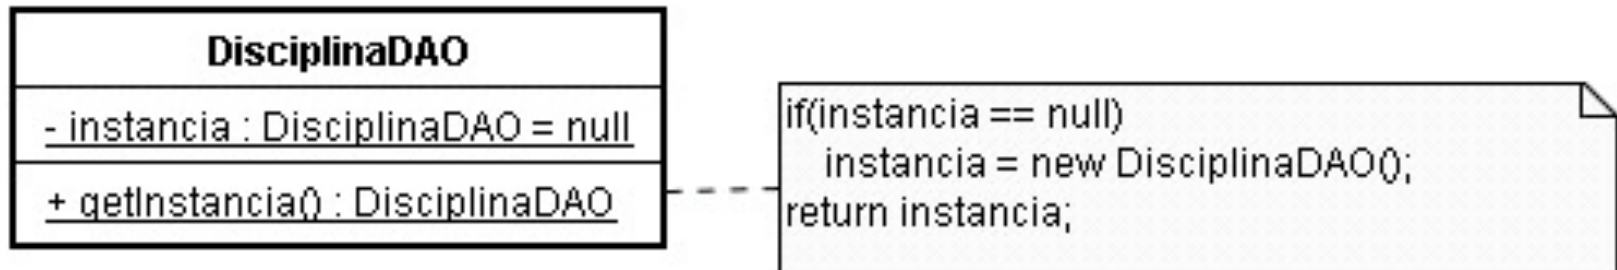 DisciplinaDAO
- instancia : DisciplinaDAO = null
+ getInstancia() : DisciplinaDAO
if(instancia == null)
instancia = new DisciplinaDAO();
return instancia;